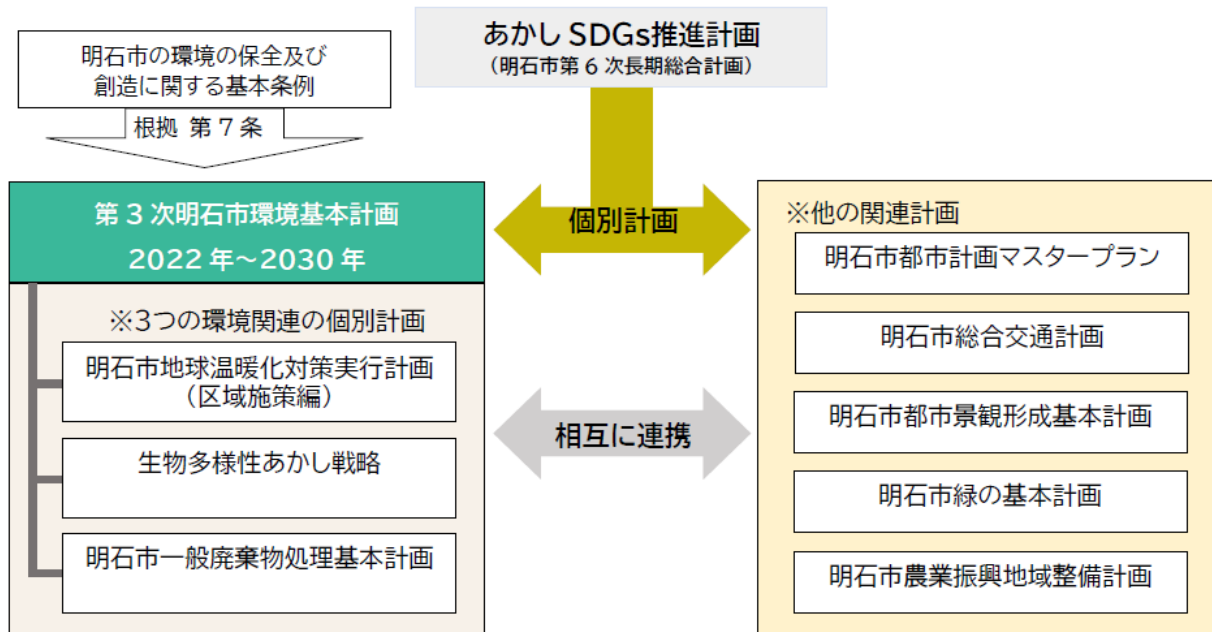 あかし SDGs推進計画
（明石市第 6 次長期総合計画）
明石市の環境の保全及び
創造に関する基本条例
根拠 第 7 条
第 3 次明石市環境基本計画
2022 年～2030 年
※3つの環境関連の個別計画
明石市地球温暖化対策実行計画
（区域施策編）
生物多様性あかし戦略
明石市一般廃棄物処理基本計画
個別計画
相互に連携
※他の関連計画
明石市都市計画マスタープラン
明石市総合交通計画
明石市都市景観形成基本計画
明石市緑の基本計画
明石市農業振興地域整備計画